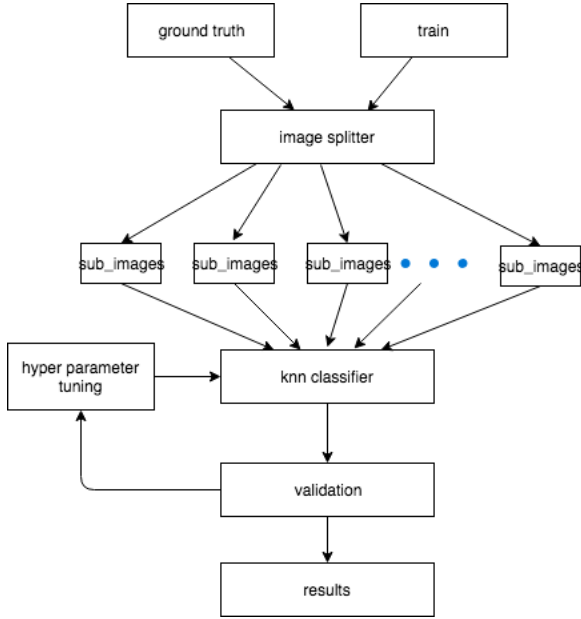 ground truth
train
image splitter
sub_images
sub_images
sub_images
sub_images
hyper parameter
tuning
knn classifier
validation
results